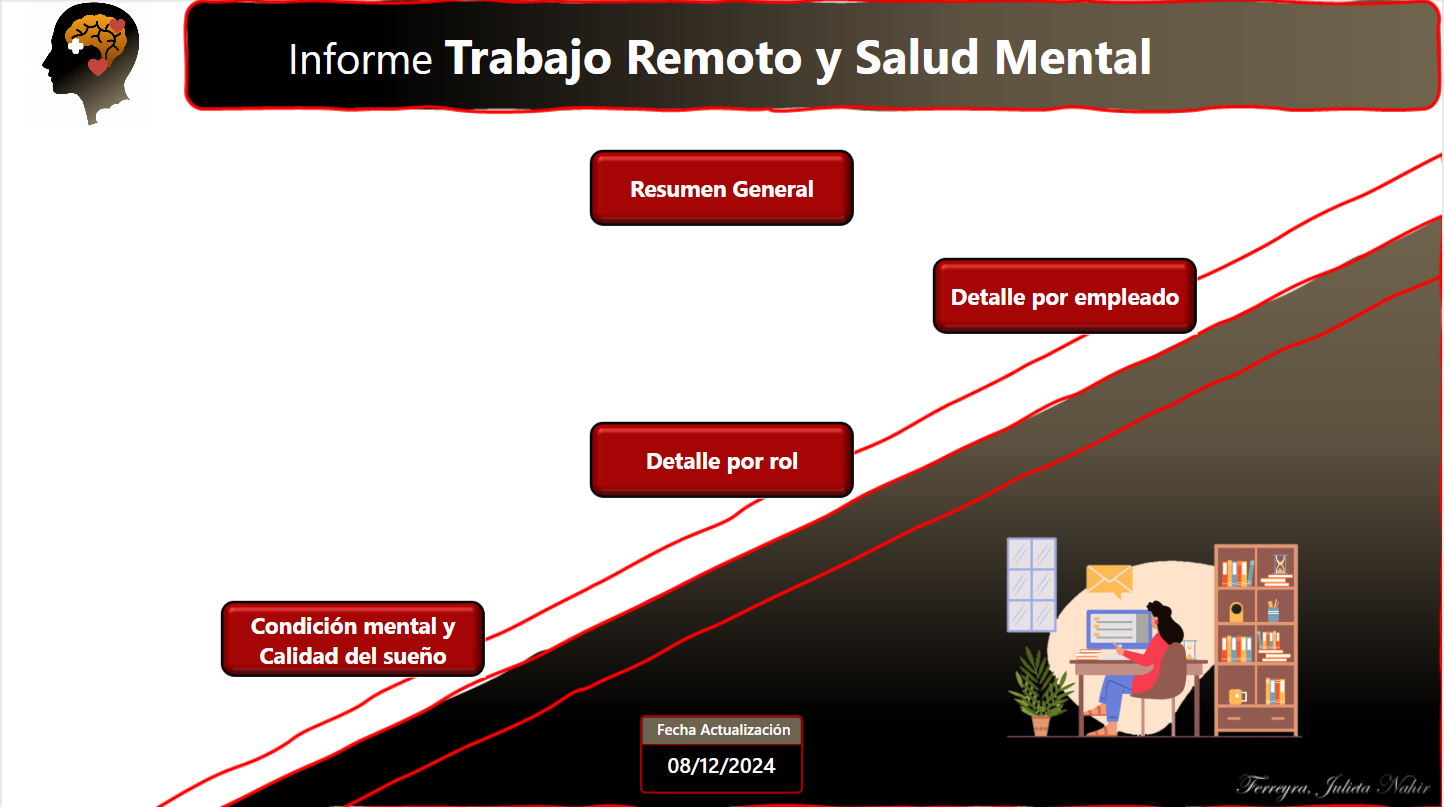 Informe Trabajo Remoto y Salud Mental
Resumen General
Detalle por empleado
Detalle por rol
Condición mental y
Calidad del sueño
Fecha Actualización
08/12/2024
Ferreyra, Julieta Nahir